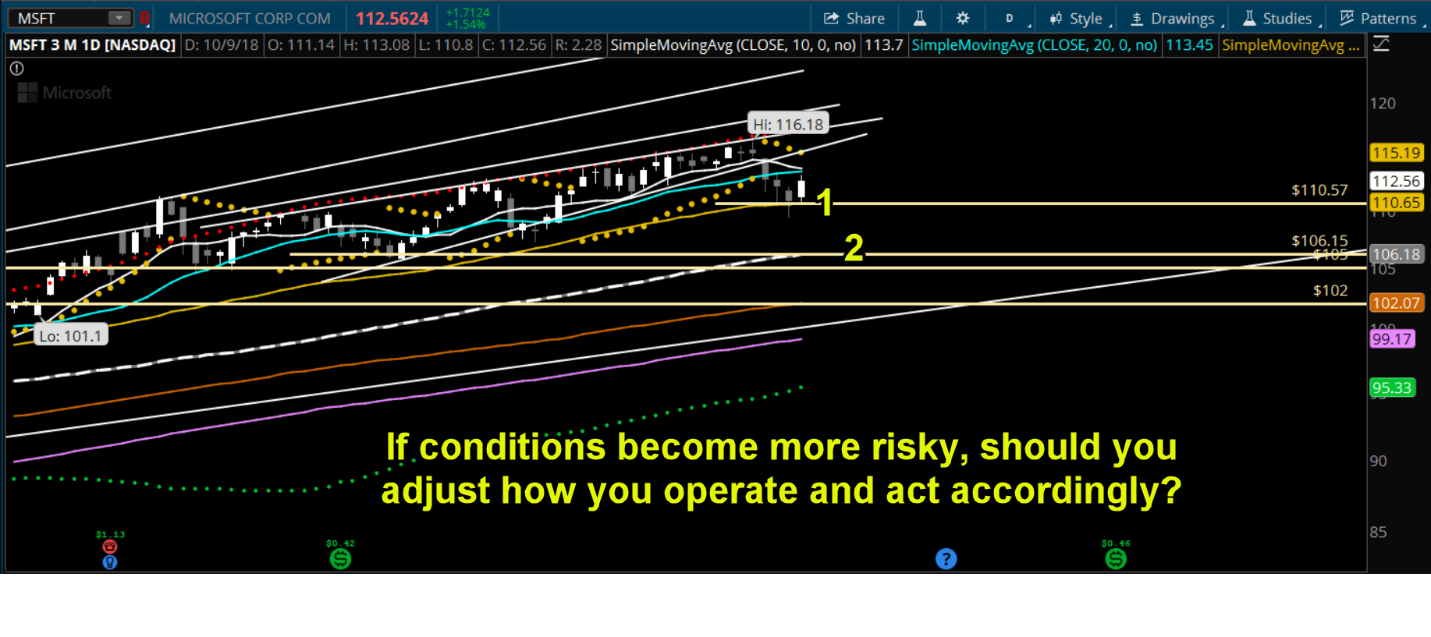 MSFT
MICROSOFT CORP COM
112.5624
+1.7124
+1.54%
Share
D
Style
Drawings
Studies
Patterns
MSFT 3 M 1D [NASDAQ]
D: 10/9/18
O: 111.14
H: 113.08
L: 110.8
C: 112.56
R: 2.28
SimpleMovingAvg (CLOSE, 10, 0, no)
113.7
SimpleMovingAvg (CLOSE, 20, 0, no)
113.45
SimpleMovingAvg ...
Microsoft
120
Hi: 116.18
115.19
112.56
$110.57
1
110.65
110
$106.15
2
$105
106.18
105
$102
102.07
Lo: 101.1
100
99.17
95.33
95
If conditions become more risky, should you
90
adjust how you operate and act accordingly?
85
$1.13
$0.42
$0.46
?